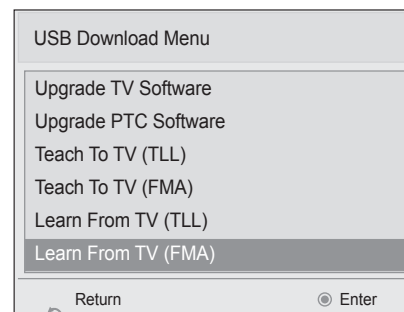 USB Download Menu
Upgrade TV Software
Upgrade PTC Software
Teach To TV (TLL)
Teach To TV (FMA)
Learn From TV (TLL)
Learn From TV (FMA)
Return Enter